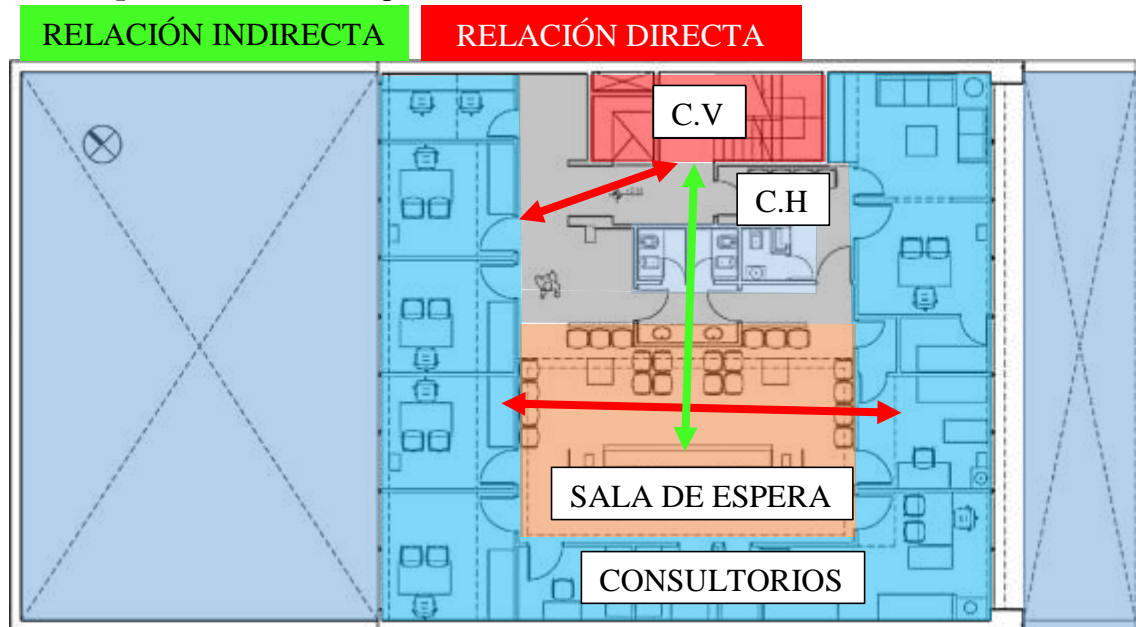 RELACIÓN INDIRECTA
RELACIÓN DIRECTA
C.V
C.H
SALA DE ESPERA
CONSULTORIOS